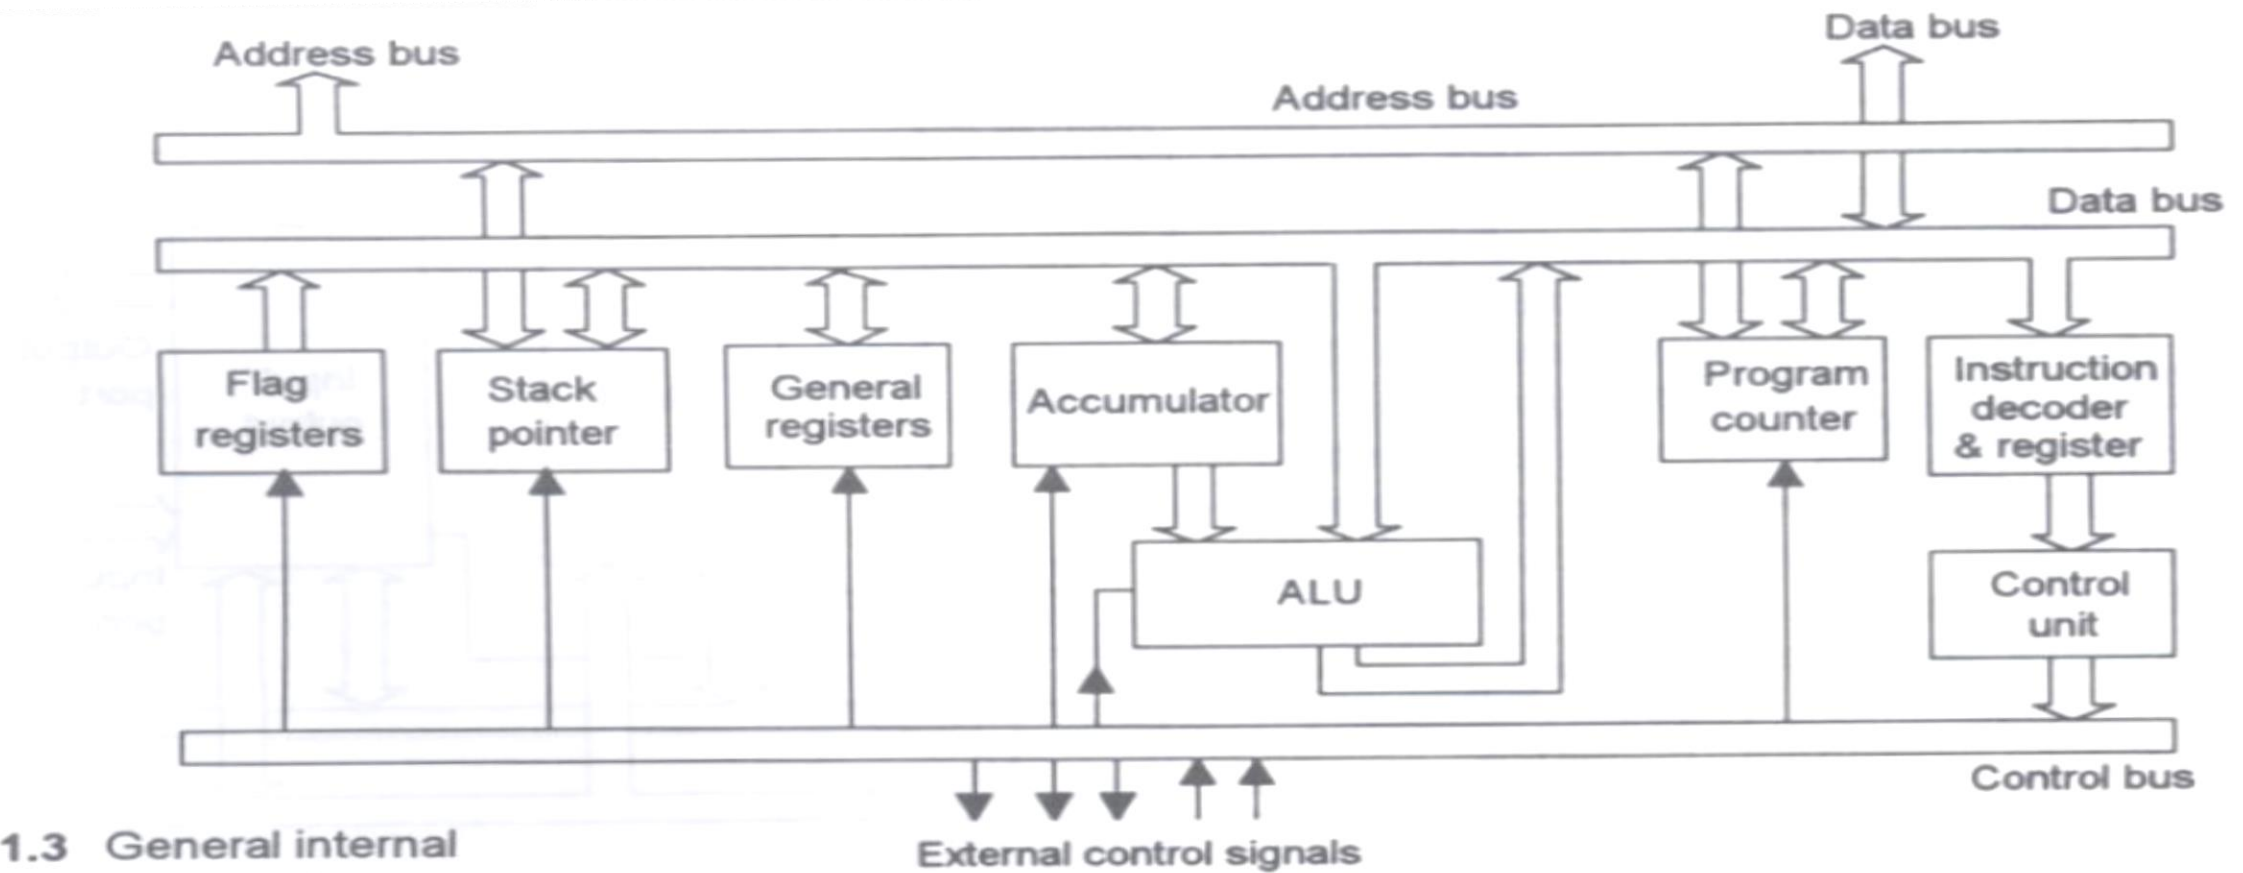 Address bus
Data bus
Address bus
Data bus
Flag
registers
Stack
pointer
General
registers
Accumulator
Program
counter
Instruction
decoder
& register
ALU
Control
unit
Control bus
External control signals
1.3 General internal